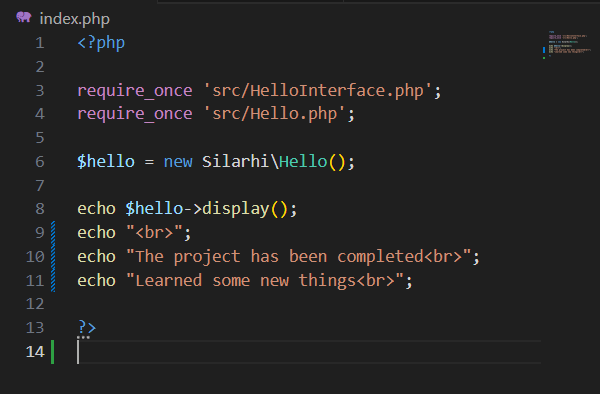 index.php
1 <?php
2
3 require_once 'src/HelloInterface.php';
4 require_once 'src/Hello.php';
5
6 $hello = new Silarhi\Hello();
7
8 echo $hello->display();
9 echo "<br>";
10 echo "The project has been completed<br>";
11 echo "Learned some new things<br>";
12
13 ?>
14